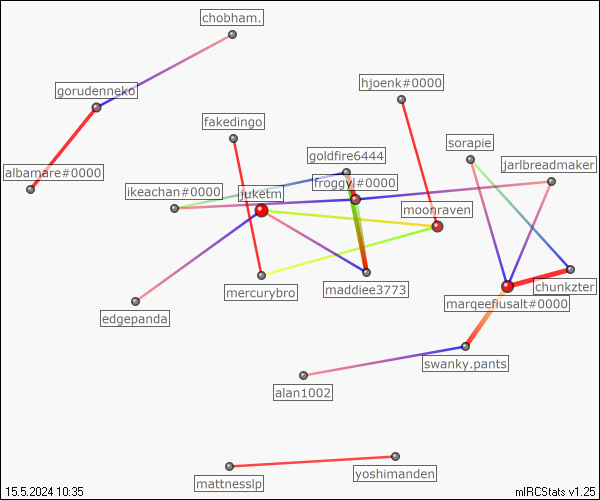 chobham.
gorudenneko
hjoenk#0000
fakedingo
sorapie
goldfire6444
jarlbreadmaker
albamare#0000
froggyl#0000
ikeachan#0000
juketm
moonraven
mercurybro
maddiee3773
chunkzter
marqeefiusalt#0000
edgepanda
swanky.pants
alan1002
yoshimanden
mattnesslp
15.5.2024 10:35
mIRCStats v1.25